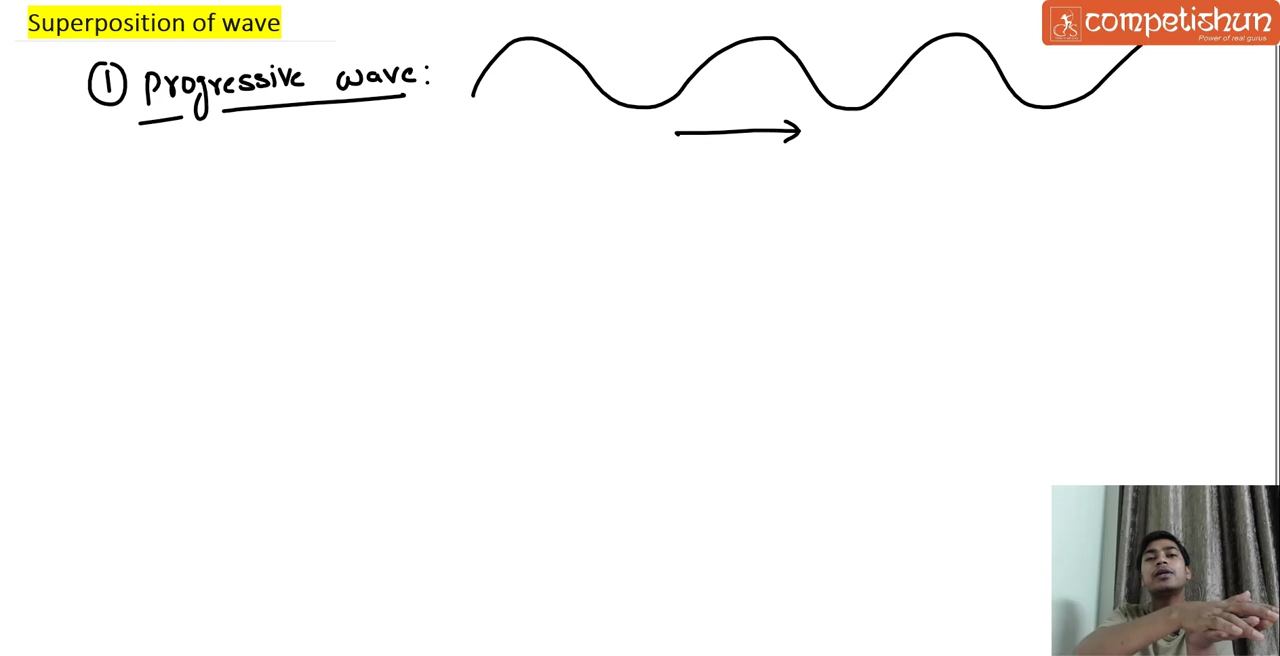 Superposition of wave
competishun
Power of real gurus
① Progressive wave: